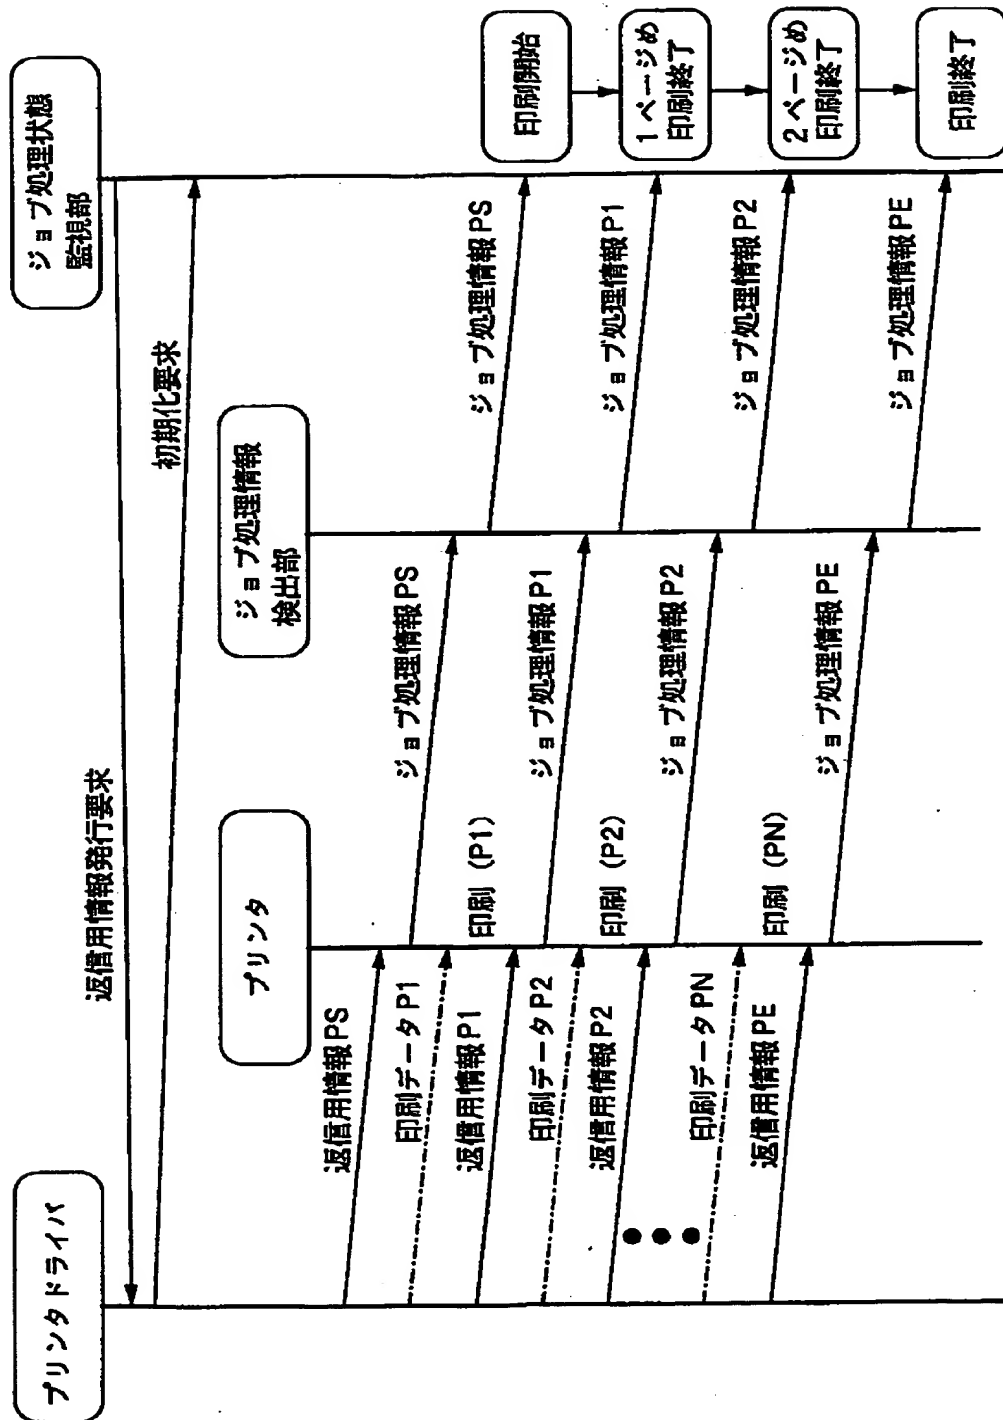 プリンタドライバ
プリンタ
ジョブ処理情報
検出部
ジョブ処理状態
監視部
返信用情報発行要求
初期化要求
返信用情報PS
ジョブ処理情報PS
ジョブ処理情報PS
印刷開始
印刷データP1
印刷（P1）
返信用情報P1
ジョブ処理情報P1
ジョブ処理情報P1
1ページめ
印刷終了
印刷データP2
印刷（P2）
返信用情報P2
ジョブ処理情報P2
ジョブ処理情報P2
2ページめ
印刷終了
印刷データPN
印刷（PN）
返信用情報PE
ジョブ処理情報PE
ジョブ処理情報PE
印刷終了